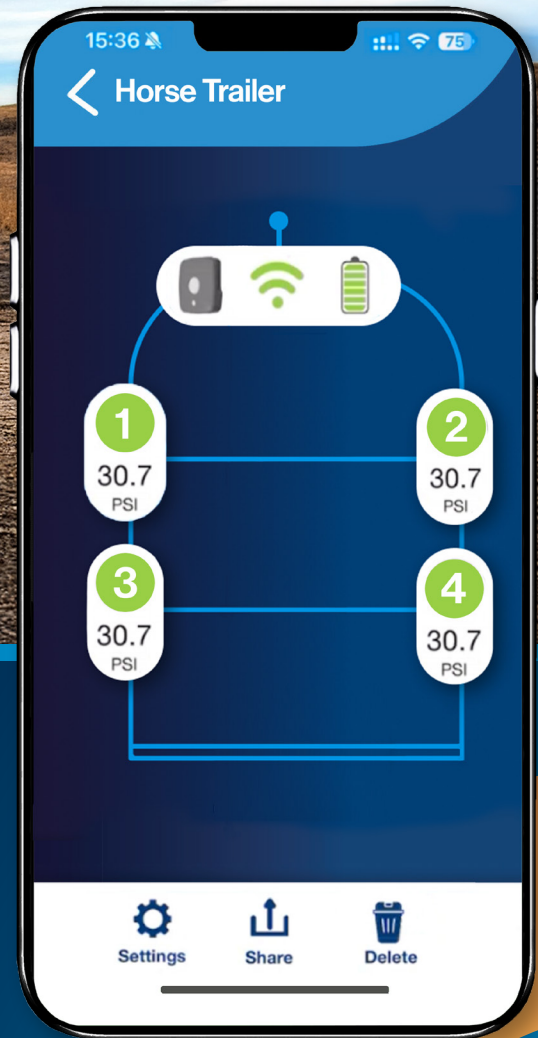 15:36
75
Horse Trailer
1
30.7
PSI
2
30.7
PSI
3
30.7
PSI
4
30.7
PSI
Settings
Share
Delete